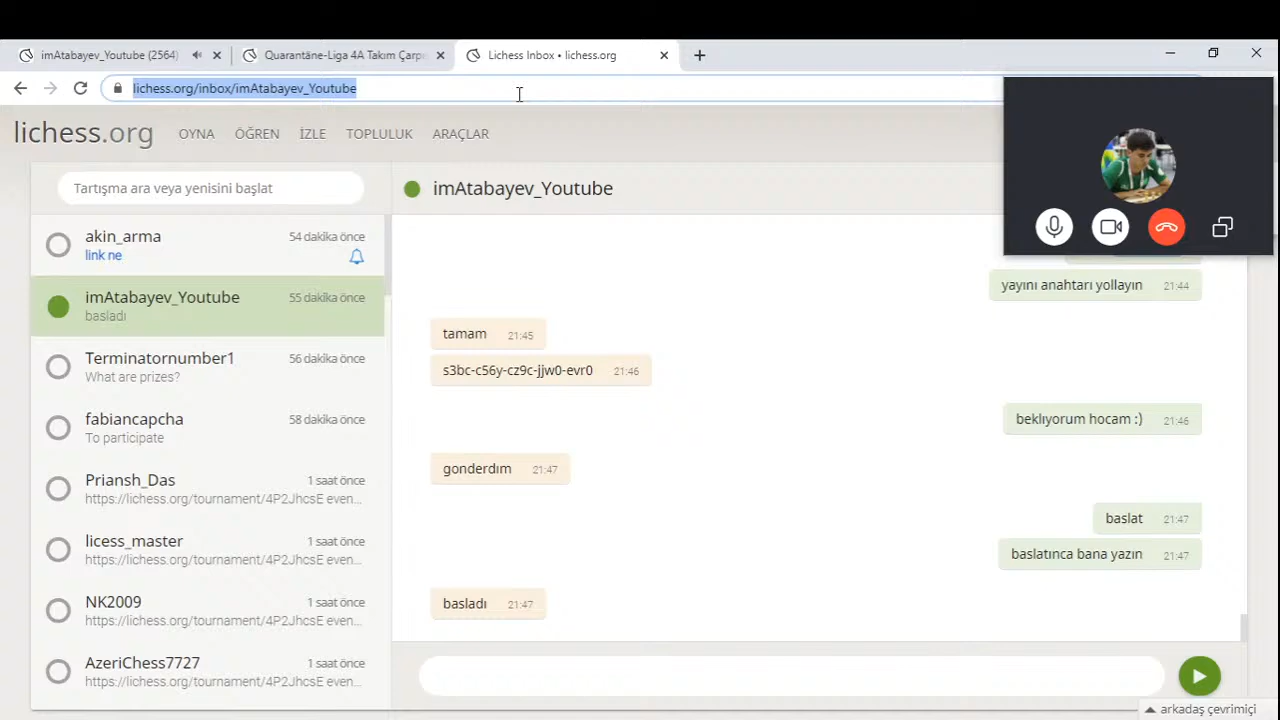 imAtabayev_Youtube (2564)
Quarantäne-Liga 4A Takım Çarpı
Lichess Inbox • lichess.org
lichess.org/inbox/imAtabayev_Youtube
lichess.org
OYNA
ÖĞREN
İZLE
TOPLULUK
ARAÇLAR
Tartışma ara veya yenisini başlat
akin_arma
54 dakika önce
link ne
imAtabayev_Youtube
55 dakika önce
basladı
Terminatornumber1
56 dakika önce
What are prizes?
fabiancapcha
58 dakika önce
To participate
Priansh_Das
1 saat önce
https://lichess.org/tournament/4P2JhcsE even...
licess_master
1 saat önce
https://lichess.org/tournament/4P2JhcsE even...
NK2009
1 saat önce
https://lichess.org/tournament/4P2JhcsE even...
AzeriChess7727
1 saat önce
https://lichess.org/tournament/4P2JhcsE even...
imAtabayev_Youtube
yayını anahtarı yollayın 21:44
tamam 21:45
s3bc-c56y-cz9c-jjw0-evr0 21:46
beklıyorum hocam :) 21:46
gonderdım 21:47
baslat 21:47
baslatınca bana yazın 21:47
basladı 21:47
arkadaş çevrimiçi